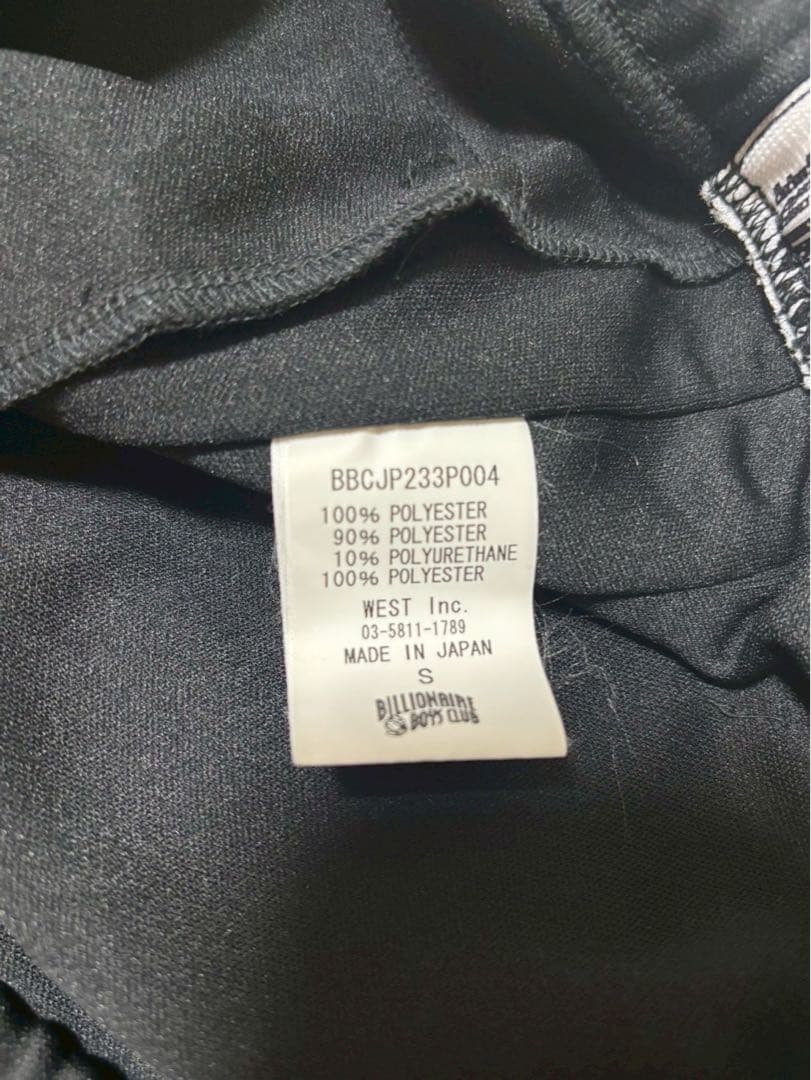 BBCJP233P004
100% POLYESTER
90% POLYESTER
10% POLYURETHANE
100% POLYESTER
WEST Inc.
03-5811-1789
MADE IN JAPAN
S
BILLIONAIRE
BOYS CLUB